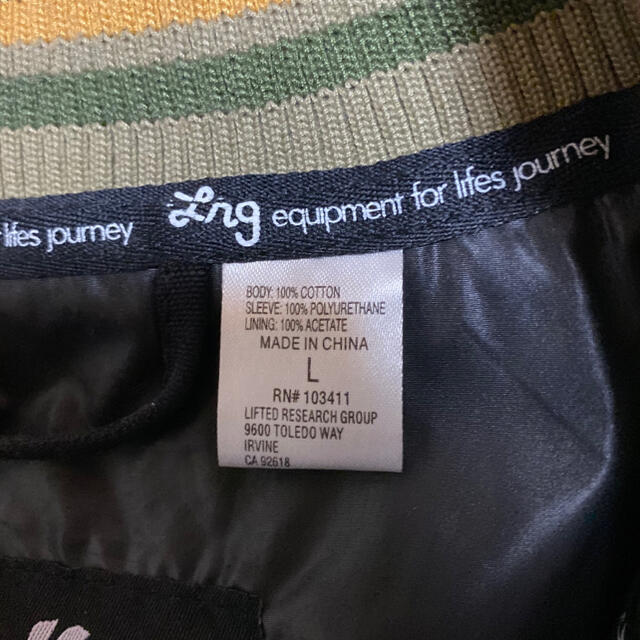 lifes journey Lrg equipment for lifes journey
BODY: 100% COTTON
SLEEVE: 100% POLYURETHANE
LINING: 100% ACETATE
MADE IN CHINA
L
RN# 103411
LIFTED RESEARCH GROUP
9600 TOLEDO WAY
IRVINE
CA 92618